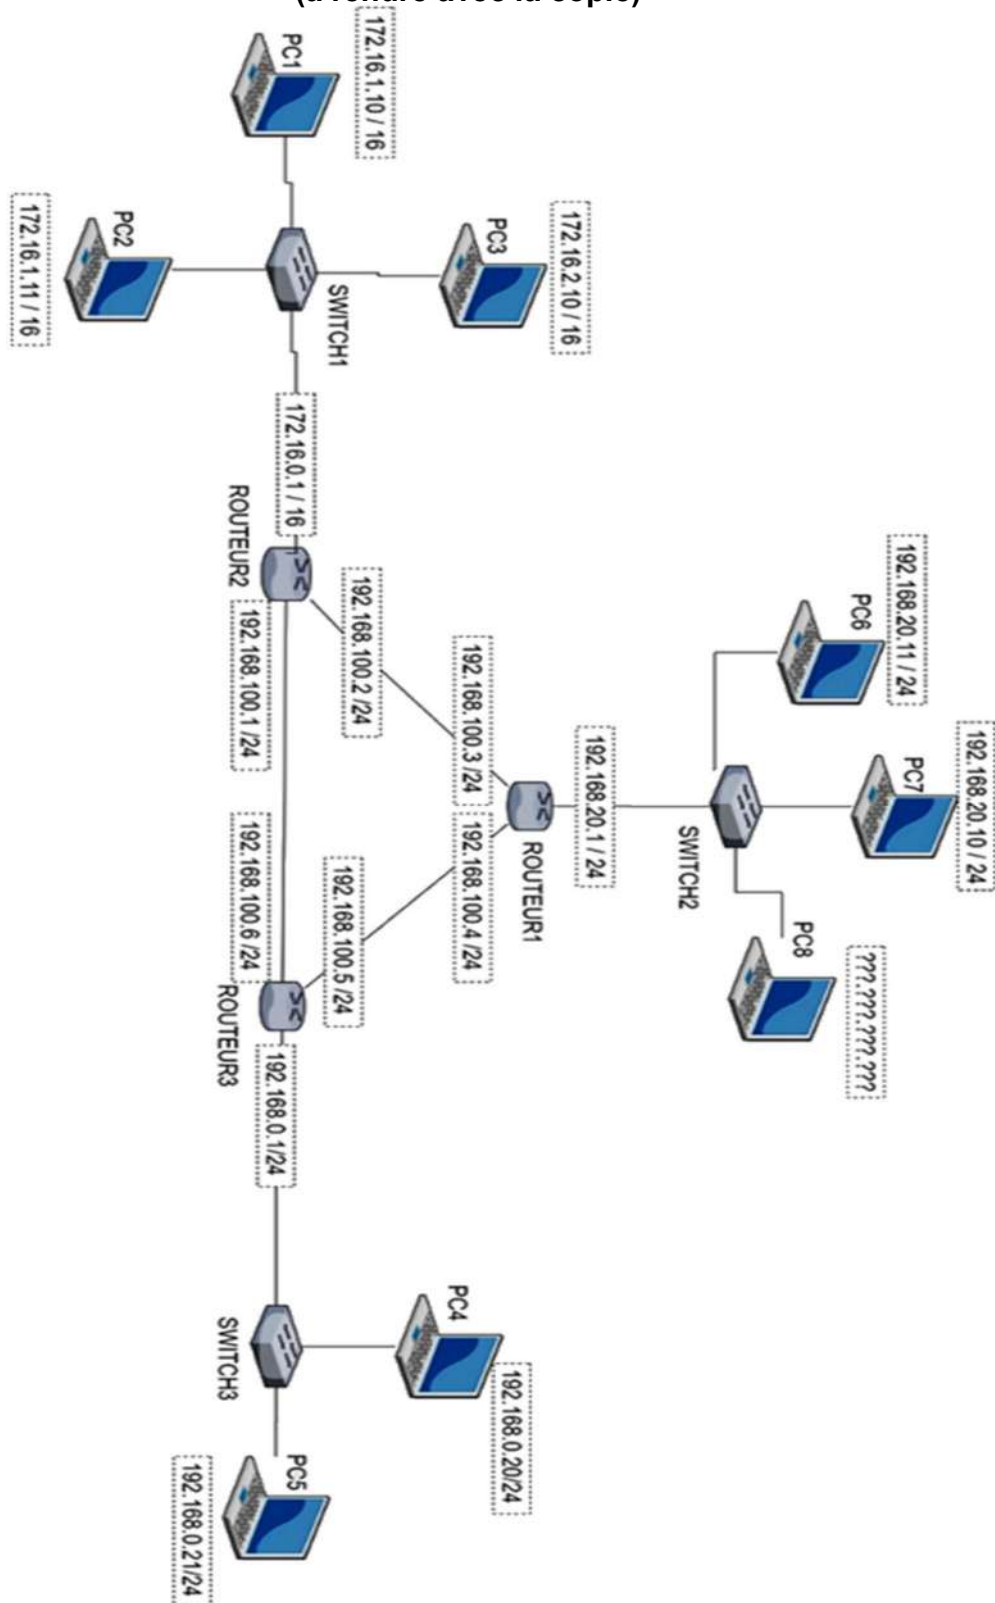 (à rendre avec la copie)
PC1
172.16.1.10 / 16
PC2
172.16.1.11 / 16
PC3
172.16.2.10 / 16
SWITCH1
172.16.0.1 / 16
ROUTEUR2
192.168.100.2 /24
192.168.100.1 /24
192.168.100.3 /24
192.168.100.4 /24
ROUTEUR1
192.168.20.1 / 24
SWITCH2
PC6
192.168.20.11 / 24
PC7
192.168.20.10 / 24
PC8
???.???.???.???
192.168.100.5 /24
192.168.100.6 /24
ROUTEUR3
192.168.0.1/24
SWITCH3
PC4
192.168.0.20/24
PC5
192.168.0.21/24